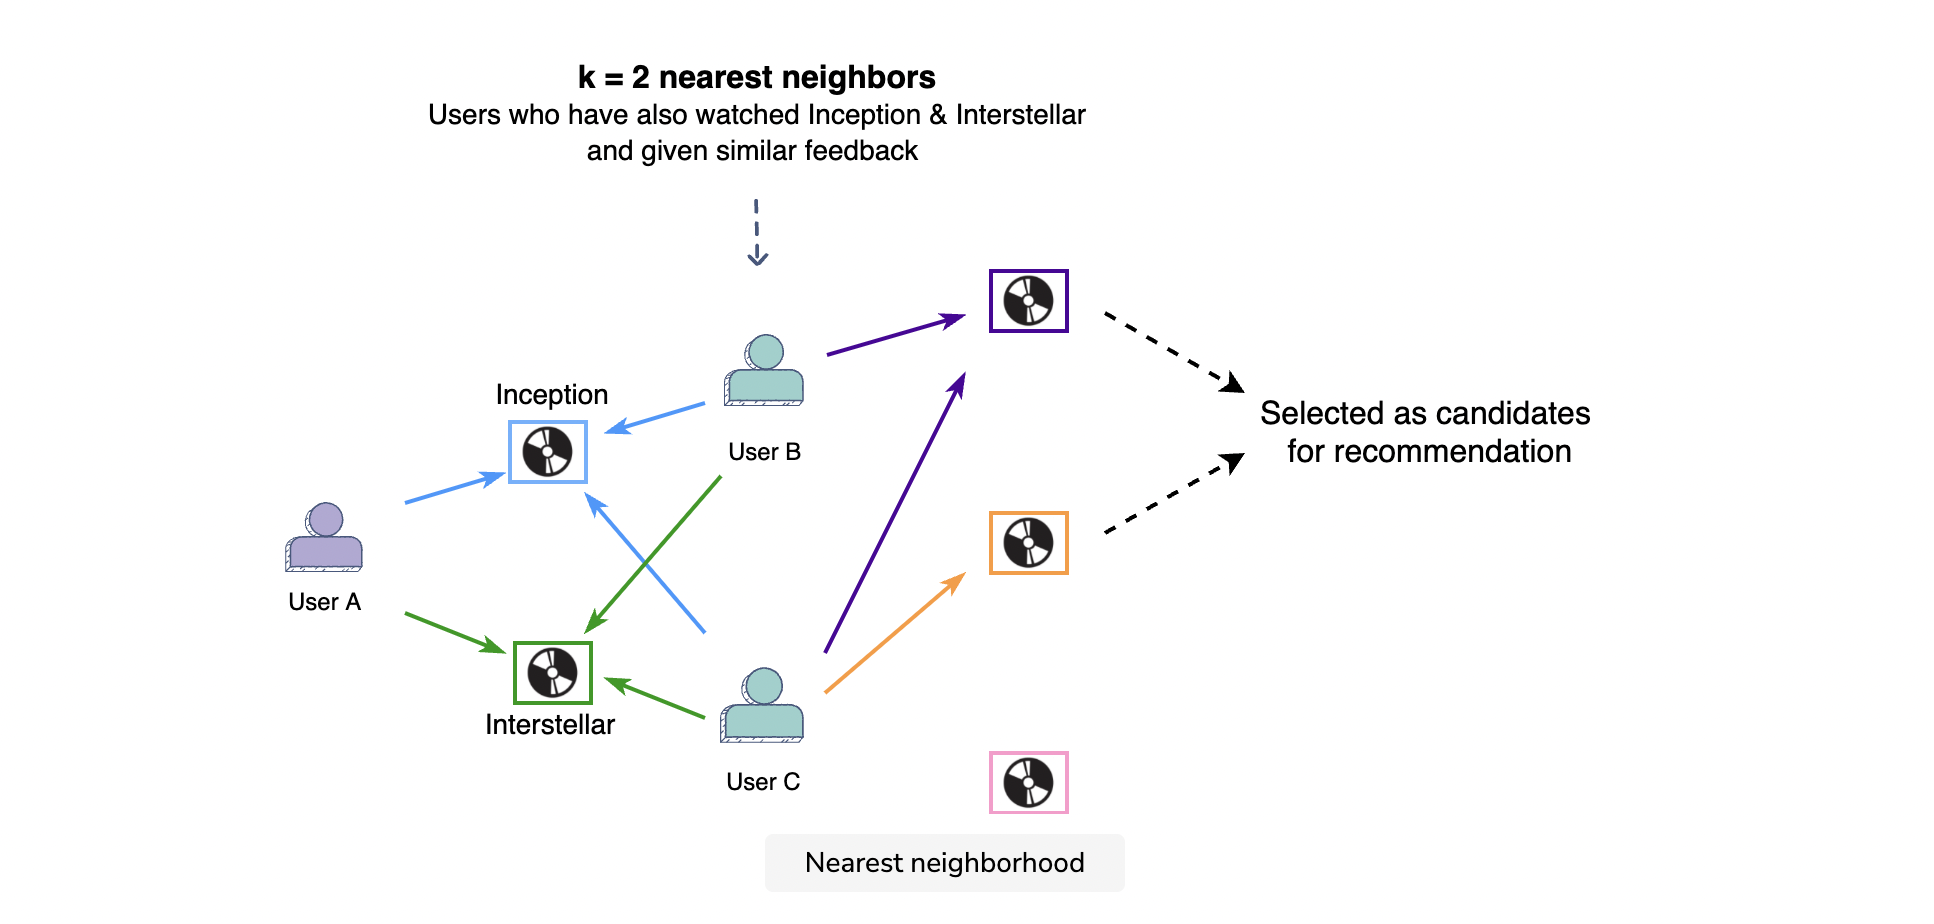 k = 2 nearest neighbors
Users who have also watched Inception & Interstellar
and given similar feedback
Inception
User B
Selected as candidates
for recommendation
User A
Interstellar
User C
Nearest neighborhood